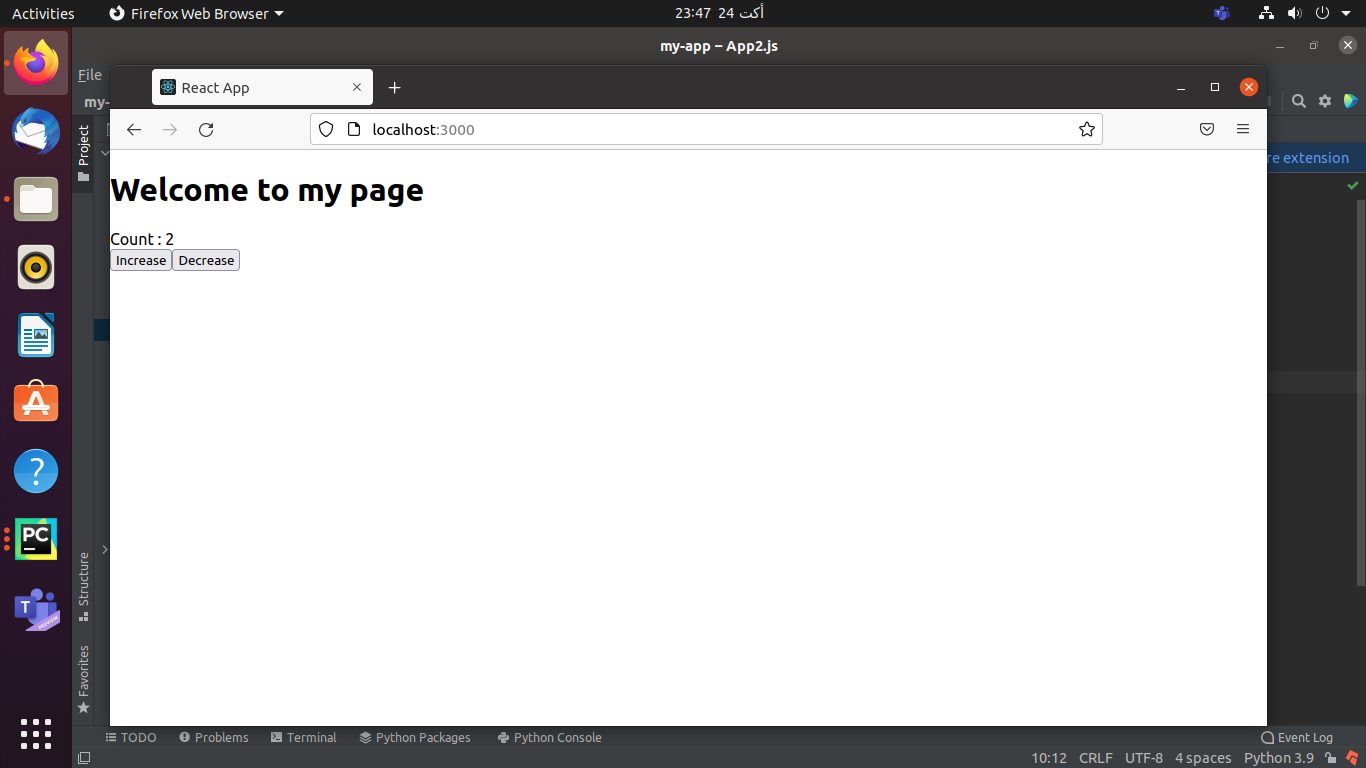 Activities
Firefox Web Browser
23:47 24 أكت
my-app – App2.js
File
my-
React App
localhost:3000
re extension
Project
Welcome to my page
Count : 2
Increase Decrease
PC
T
PREVIEW
Structure
Favorites
TODO Problems Terminal Python Packages Python Console Event Log
10:12 CRLF UTF-8 4 spaces Python 3.9